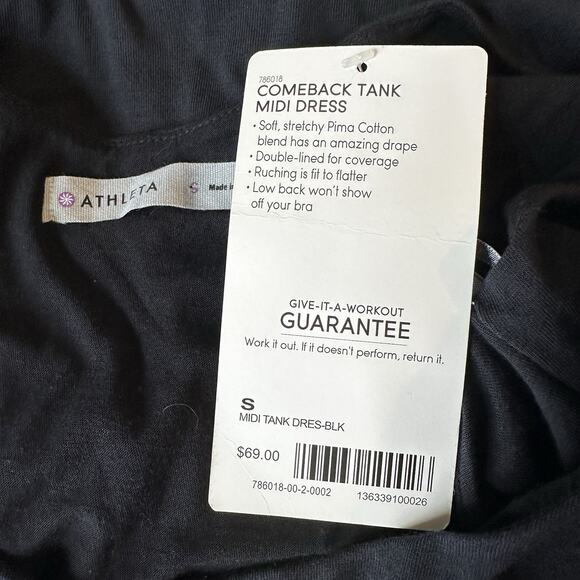 786018
COMEBACK TANK
MIDI DRESS
• Soft, stretchy Pima Cotton
blend has an amazing drape
• Double-lined for coverage
• Ruching is fit to flatter
• Low back won't show
off your bra
ATHLETA S Made in
GIVE-IT-A-WORKOUT
GUARANTEE
Work it out. If it doesn't perform, return it.
S
MIDI TANK DRES-BLK
$69.00
786018-00-2-0002 136339100026